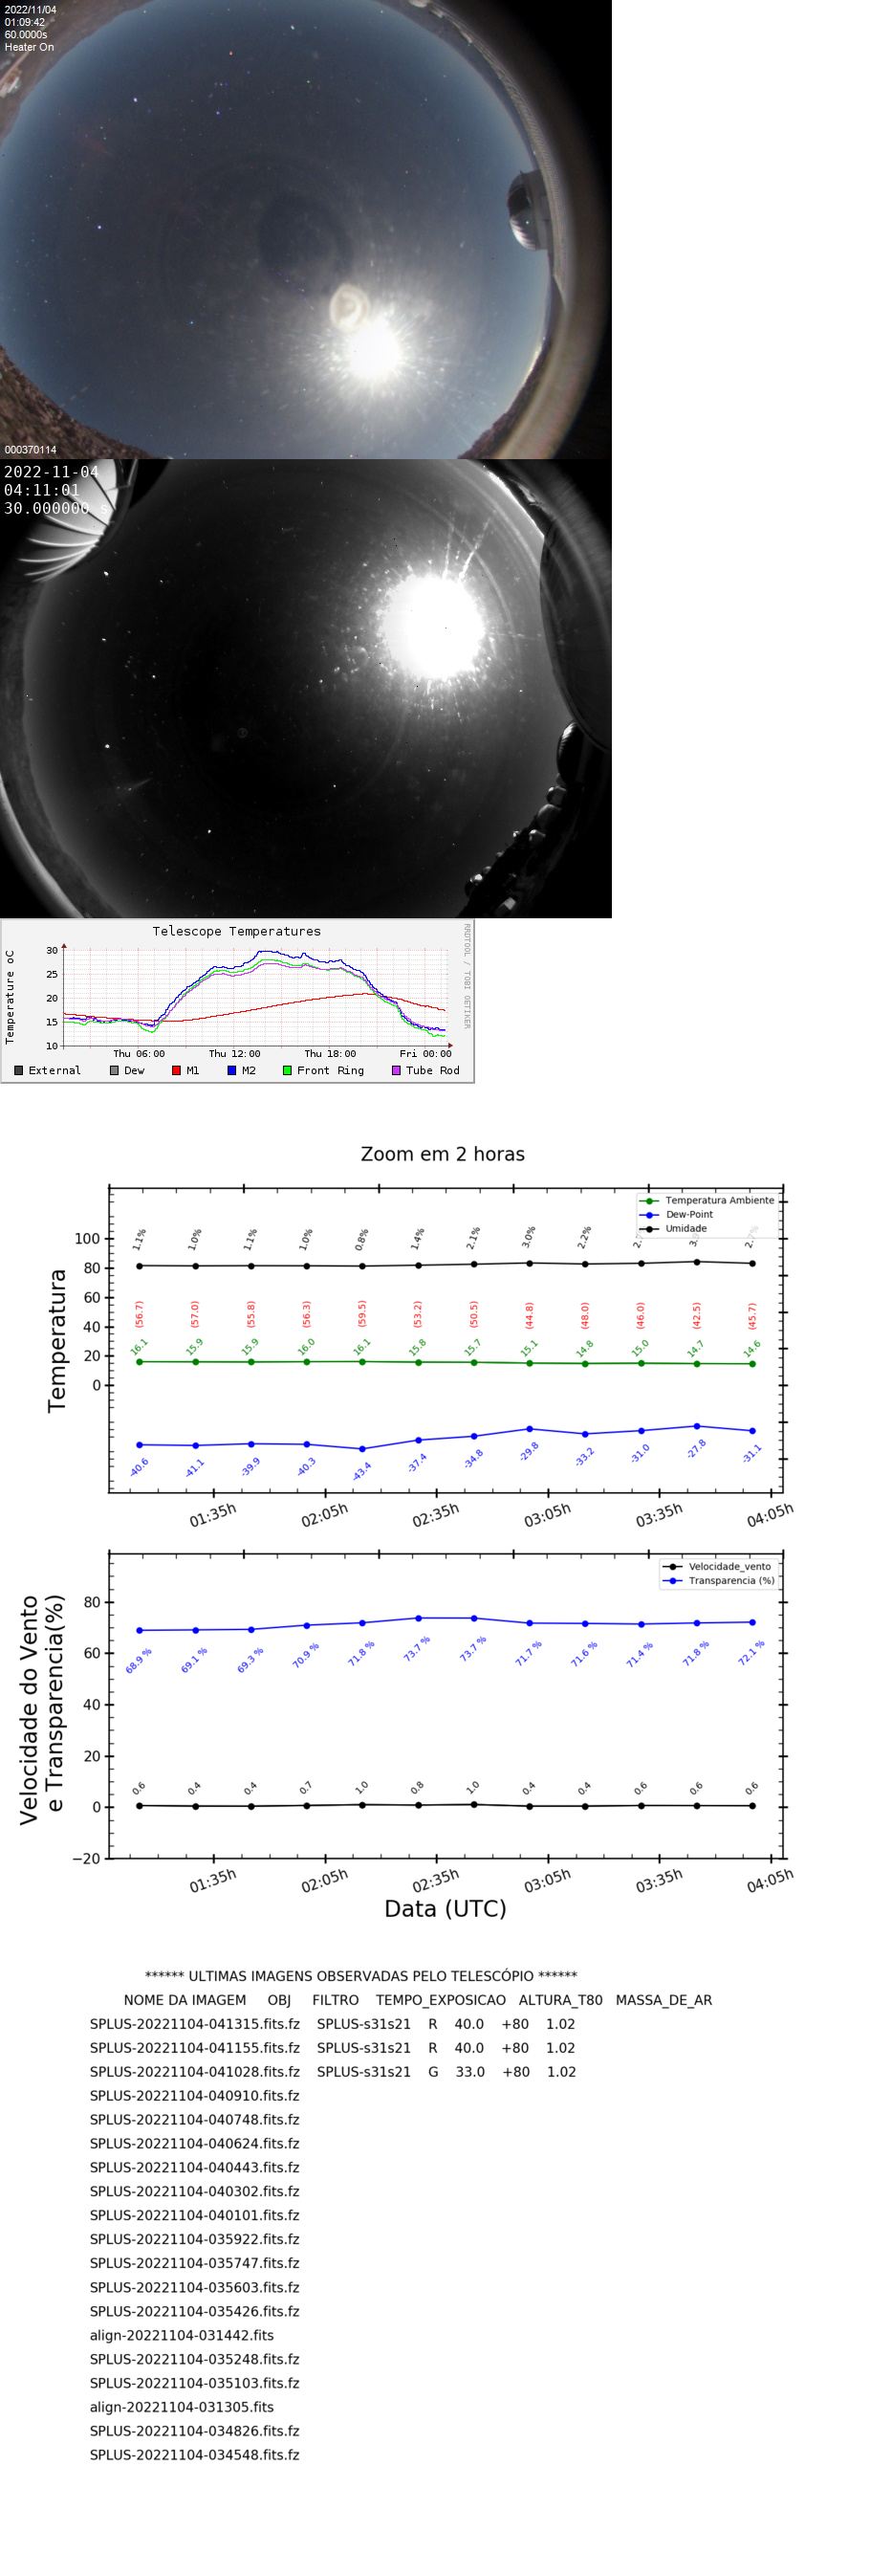 2022/11/04
01:09:42
60.0000s
Heater On
000370114
2022-11-04
04:11:01
30.000000 s
Telescope Temperatures
RRDTOOL / TOBI OETIKER
Temperature oC
30
25
20
15
10
Thu 06:00 Thu 12:00 Thu 18:00 Fri 00:00
External Dew M1 M2 Front Ring Tube Rod
Zoom em 2 horas
Temperatura
Temperatura Ambiente
Dew-Point
Umidade
100
80
60
40
20
0
1.1% 1.0% 1.1% 1.0% 0.8% 1.4% 2.1% 3.0% 2.2%
(56.7) (57.0) (55.8) (56.3) (59.5) (53.2) (50.5) (44.8) (48.0) (46.0) (42.5) (45.7)
16.1 15.9 15.9 16.0 16.1 15.8 15.7 15.1 14.8 15.0 14.7 14.6
-40.6 -41.1 -39.9 -40.3 -43.4 -37.4 -34.8 -29.8 -33.2 -31.0 -27.8 -31.1
01:35h 02:05h 02:35h 03:05h 03:35h 04:05h
Velocidade do Vento
e Transparencia(%)
Velocidade_vento
Transparencia (%)
80
60
40
20
0
−20
68.9 % 69.1 % 69.3 % 70.9 % 71.8 % 73.7 % 73.7 % 71.7 % 71.6 % 71.4 % 71.8 % 72.1 %
0.6 0.4 0.4 0.7 1.0 0.8 1.0 0.4 0.4 0.6 0.6 0.6
01:35h 02:05h 02:35h 03:05h 03:35h 04:05h
Data (UTC)
****** ULTIMAS IMAGENS OBSERVADAS PELO TELESCÓPIO ******
NOME DA IMAGEM OBJ FILTRO TEMPO_EXPOSICAO ALTURA_T80 MASSA_DE_AR
SPLUS-20221104-041315.fits.fz SPLUS-s31s21 R 40.0 +80 1.02
SPLUS-20221104-041155.fits.fz SPLUS-s31s21 R 40.0 +80 1.02
SPLUS-20221104-041028.fits.fz SPLUS-s31s21 G 33.0 +80 1.02
SPLUS-20221104-040910.fits.fz
SPLUS-20221104-040748.fits.fz
SPLUS-20221104-040624.fits.fz
SPLUS-20221104-040443.fits.fz
SPLUS-20221104-040302.fits.fz
SPLUS-20221104-040101.fits.fz
SPLUS-20221104-035922.fits.fz
SPLUS-20221104-035747.fits.fz
SPLUS-20221104-035603.fits.fz
SPLUS-20221104-035426.fits.fz
align-20221104-031442.fits
SPLUS-20221104-035248.fits.fz
SPLUS-20221104-035103.fits.fz
align-20221104-031305.fits
SPLUS-20221104-034826.fits.fz
SPLUS-20221104-034548.fits.fz